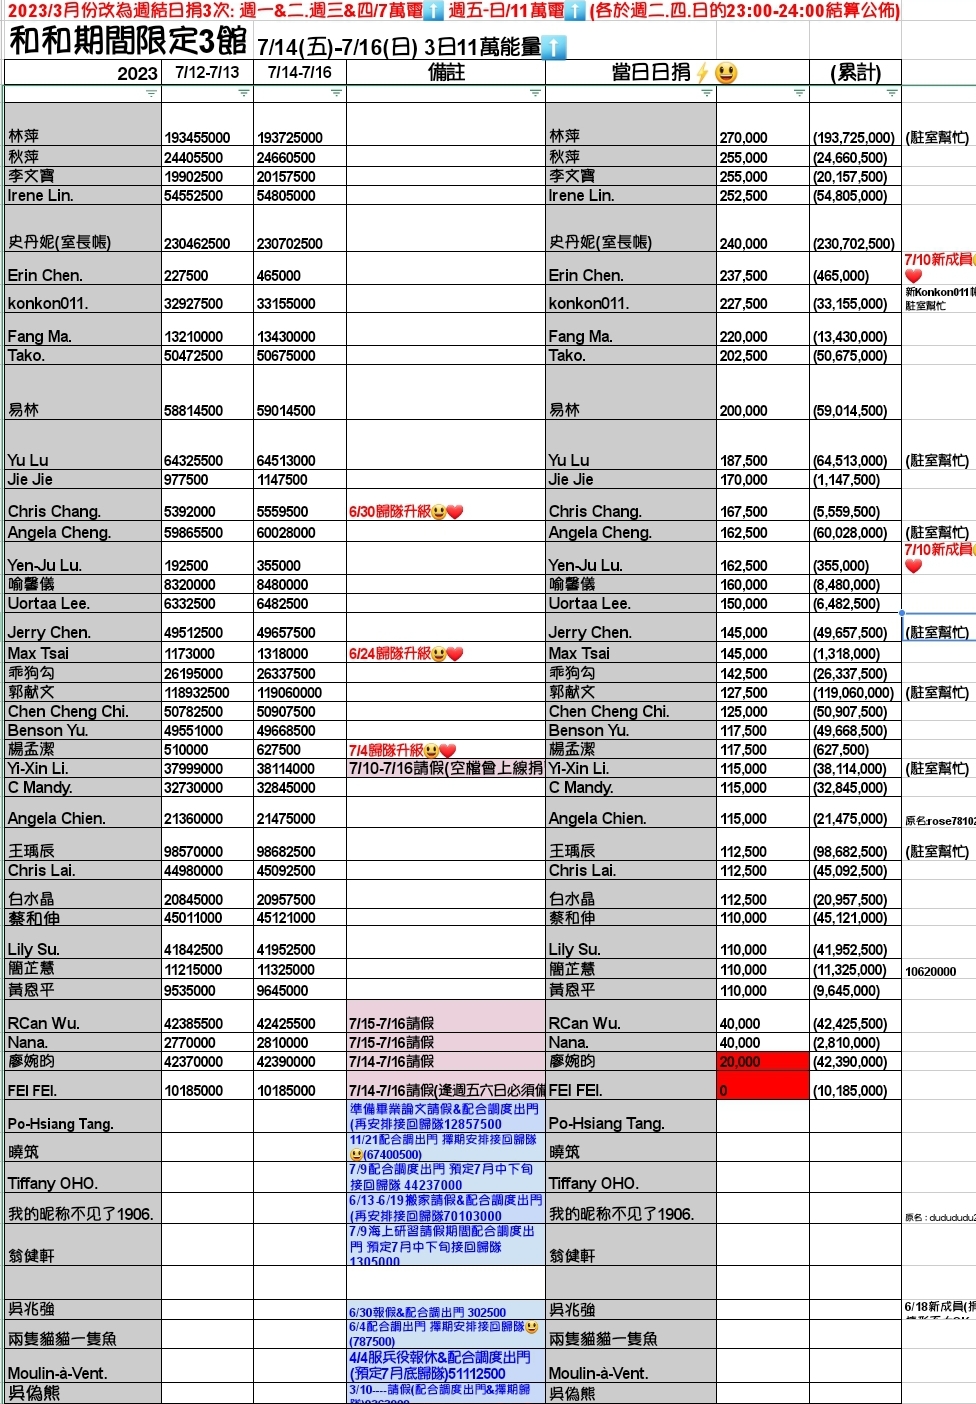 2023/3月份改為週結日捐3次: 週一&二.週三&四/7萬電⬆️ 週五-日/11萬電⬆️ (各於週二.四.日的23:00-24:00結算公佈)
和和期間限定3館 7/14(五)-7/16(日) 3日11萬能量⬆️
2023 7/12-7/13 7/14-7/16 備註 當日日捐⚡😃 (累計)
林萍 193455000 193725000 林萍 270,000 (193,725,000) (駐室幫忙)
秋萍 24405500 24660500 秋萍 255,000 (24,660,500)
李文寶 19902500 20157500 李文寶 255,000 (20,157,500)
Irene Lin. 54552500 54805000 Irene Lin. 252,500 (54,805,000)
史丹妮(室長帳) 230462500 230702500 史丹妮(室長帳) 240,000 (230,702,500)
Erin Chen. 227500 465000 Erin Chen. 237,500 (465,000) 7/10新成員
❤️
konkon011. 32927500 33155000 konkon011. 227,500 (33,155,000) 新Konkon011
駐室幫忙
Fang Ma. 13210000 13430000 Fang Ma. 220,000 (13,430,000)
Tako. 50472500 50675000 Tako. 202,500 (50,675,000)
易林 58814500 59014500 易林 200,000 (59,014,500)
Yu Lu 64325500 64513000 Yu Lu 187,500 (64,513,000) (駐室幫忙)
Jie Jie 977500 1147500 Jie Jie 170,000 (1,147,500)
Chris Chang. 5392000 5559500 6/30歸隊升級😃❤️ Chris Chang. 167,500 (5,559,500)
Angela Cheng. 59865500 60028000 Angela Cheng. 162,500 (60,028,000) (駐室幫忙)
Yen-Ju Lu. 192500 355000 Yen-Ju Lu. 162,500 (355,000) 7/10新成員
❤️
喻馨儀 8320000 8480000 喻馨儀 160,000 (8,480,000)
Uortaa Lee. 6332500 6482500 Uortaa Lee. 150,000 (6,482,500)
Jerry Chen. 49512500 49657500 Jerry Chen. 145,000 (49,657,500) (駐室幫忙)
Max Tsai 1173000 1318000 6/24歸隊升級😃❤️ Max Tsai 145,000 (1,318,000)
乖狗勾 26195000 26337500 乖狗勾 142,500 (26,337,500)
郭献文 118932500 119060000 郭献文 127,500 (119,060,000) (駐室幫忙)
Chen Cheng Chi. 50782500 50907500 Chen Cheng Chi. 125,000 (50,907,500)
Benson Yu. 49551000 49668500 Benson Yu. 117,500 (49,668,500)
楊孟潔 510000 627500 7/4歸隊升級😃❤️ 楊孟潔 117,500 (627,500)
Yi-Xin Li. 37999000 38114000 7/10-7/16請假(空檔會上線捐 Yi-Xin Li. 115,000 (38,114,000) (駐室幫忙)
C Mandy. 32730000 32845000 C Mandy. 115,000 (32,845,000)
Angela Chien. 21360000 21475000 Angela Chien. 115,000 (21,475,000) 原名:rose7810
王瑀辰 98570000 98682500 王瑀辰 112,500 (98,682,500) (駐室幫忙)
Chris Lai. 44980000 45092500 Chris Lai. 112,500 (45,092,500)
白水晶 20845000 20957500 白水晶 112,500 (20,957,500)
蔡和伸 45011000 45121000 蔡和伸 110,000 (45,121,000)
Lily Su. 41842500 41952500 Lily Su. 110,000 (41,952,500)
簡芷慧 11215000 11325000 簡芷慧 110,000 (11,325,000) 10620000
黃恩平 9535000 9645000 黃恩平 110,000 (9,645,000)
RCan Wu. 42385500 42425500 7/15-7/16請假 RCan Wu. 40,000 (42,425,500)
Nana. 2770000 2810000 7/15-7/16請假 Nana. 40,000 (2,810,000)
廖婉昀 42370000 42390000 7/14-7/16請假 廖婉昀 20,000 (42,390,000)
FEI FEI. 10185000 10185000 7/14-7/16請假(逢週五六日必須 FEI FEI. 0 (10,185,000)
準備畢業論文請假&配合調度出門
Po-Hsiang Tang. (再安排接回歸隊12857500 Po-Hsiang Tang.
11/21配合調出門 擇期安排接回歸隊
曉筑 😃(67400500) 曉筑
7/9配合調度出門 預定7月中下旬
Tiffany OHO. 接回歸隊 44237000 Tiffany OHO.
6/13-6/19搬家請假&配合調度出門
我的昵称不见了1906. (再安排接回歸隊70103000 我的昵称不见了1906. 原名 : dudududu2
7/9海上研習請假期間配合調度出
門 預定7月中下旬接回歸隊
翁健軒 1305000 翁健軒
吳兆強 6/30報假&配合調出門 302500 吳兆強 6/18新成員
6/4配合調出門 擇期安排接回歸隊😃
兩隻貓貓一隻魚 (787500) 兩隻貓貓一隻魚
4/4服兵役報休&配合調度出門
Moulin-à-Vent. (預定7月底歸隊)51112500 Moulin-à-Vent.
吳偽熊 3/10----請假(配合調度出門&擇期歸 吳偽熊